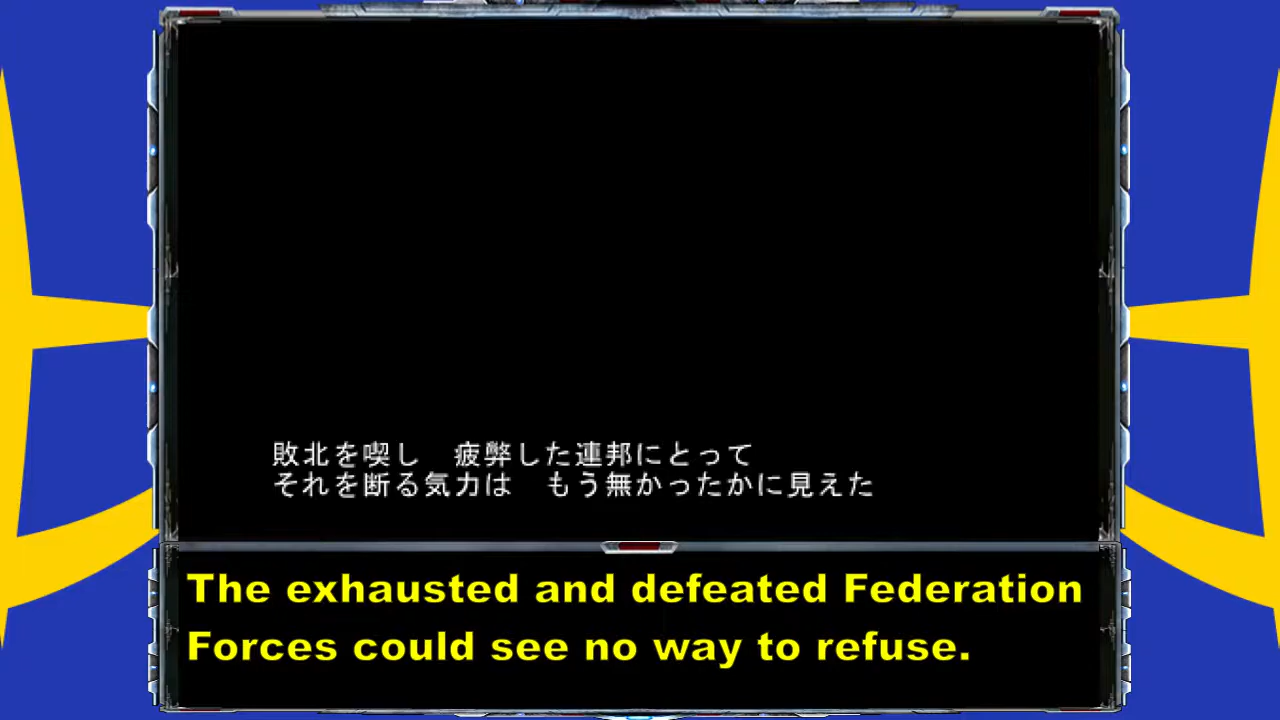 敗北を喫し　疲弊した連邦にとって
それを断る気力は　もう無かったかに見えた
The exhausted and defeated Federation
Forces could see no way to refuse.